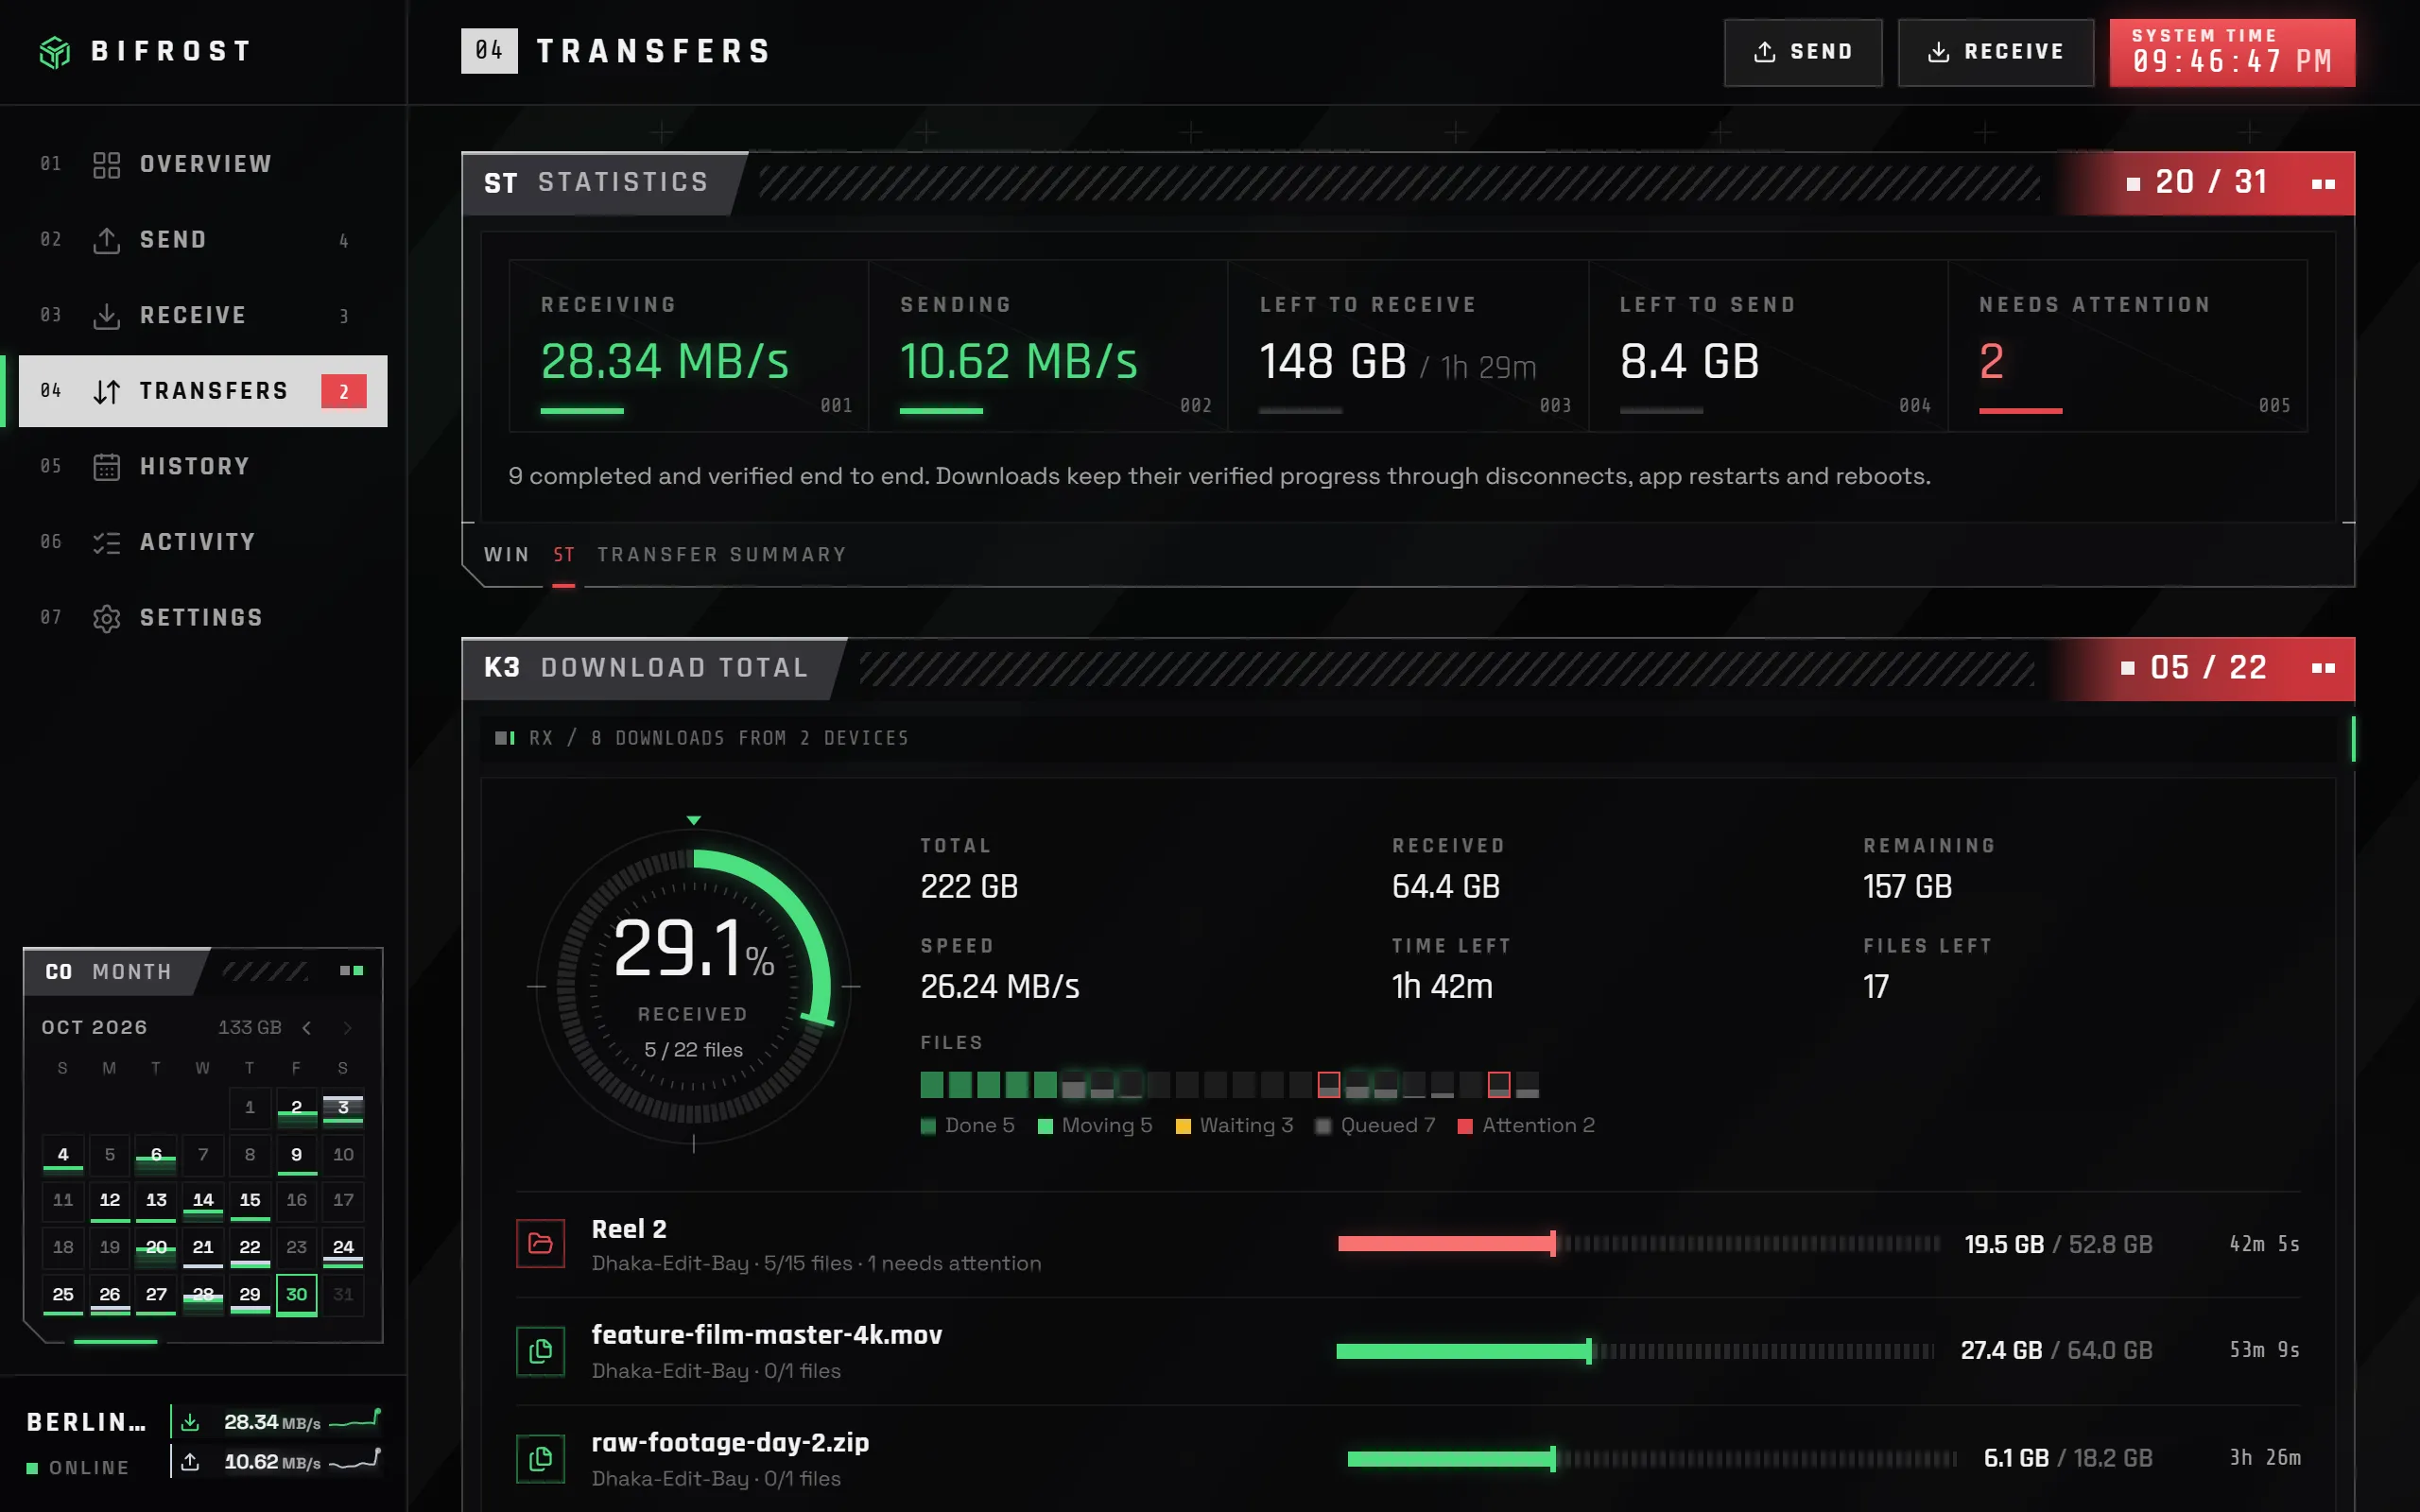 BIFROST
04 TRANSFERS
SEND
RECEIVE
SYSTEM TIME
09:46:47 PM
01 OVERVIEW
02 SEND 4
03 RECEIVE 3
04 TRANSFERS 2
05 HISTORY
06 ACTIVITY
07 SETTINGS
C0 MONTH
OCT 2026 133 GB
S M T W T F S
1 2 3
4 5 6 7 8 9 10
11 12 13 14 15 16 17
18 19 20 21 22 23 24
25 26 27 28 29 30 31
BERLIN…
ONLINE
28.34 MB/s
10.62 MB/s
ST STATISTICS
20 / 31
RECEIVING
28.34 MB/s
001
SENDING
10.62 MB/s
002
LEFT TO RECEIVE
148 GB / 1h 29m
003
LEFT TO SEND
8.4 GB
004
NEEDS ATTENTION
2
005
9 completed and verified end to end. Downloads keep their verified progress through disconnects, app restarts and reboots.
WIN ST TRANSFER SUMMARY
K3 DOWNLOAD TOTAL
05 / 22
RX / 8 DOWNLOADS FROM 2 DEVICES
29.1%
RECEIVED
5 / 22 files
TOTAL
222 GB
RECEIVED
64.4 GB
REMAINING
157 GB
SPEED
26.24 MB/s
TIME LEFT
1h 42m
FILES LEFT
17
FILES
Done 5 Moving 5 Waiting 3 Queued 7 Attention 2
Reel 2
Dhaka-Edit-Bay · 5/15 files · 1 needs attention
19.5 GB / 52.8 GB 42m 5s
feature-film-master-4k.mov
Dhaka-Edit-Bay · 0/1 files
27.4 GB / 64.0 GB 53m 9s
raw-footage-day-2.zip
Dhaka-Edit-Bay · 0/1 files
6.1 GB / 18.2 GB 3h 26m